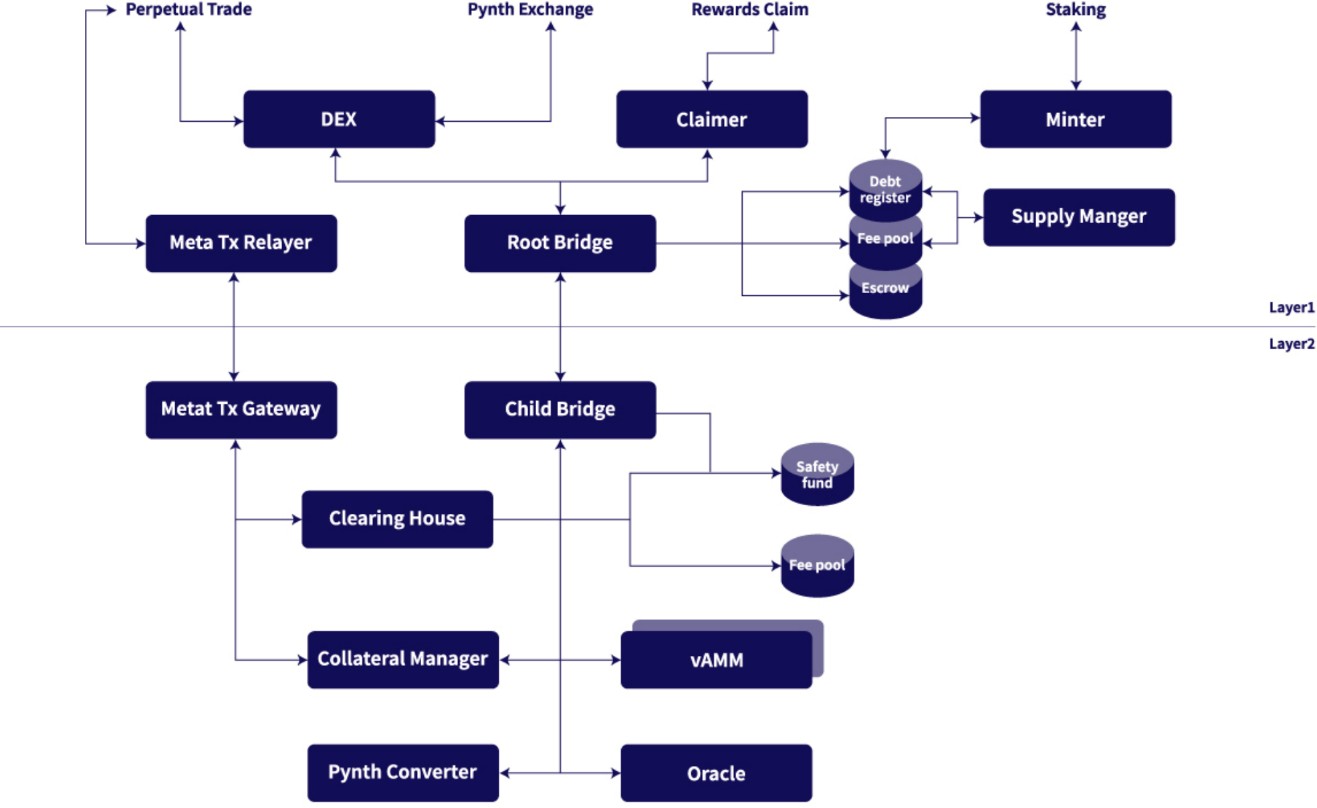 Perpetual Trade
Pynth Exchange
Rewards Claim
Staking
DEX
Claimer
Minter
Debt
register
Supply Manger
Meta Tx Relayer
Root Bridge
Fee pool
Escrow
Layer1
Layer2
Metat Tx Gateway
Child Bridge
Safety
fund
Clearing House
Fee pool
Collateral Manager
vAMM
Pynth Converter
Oracle